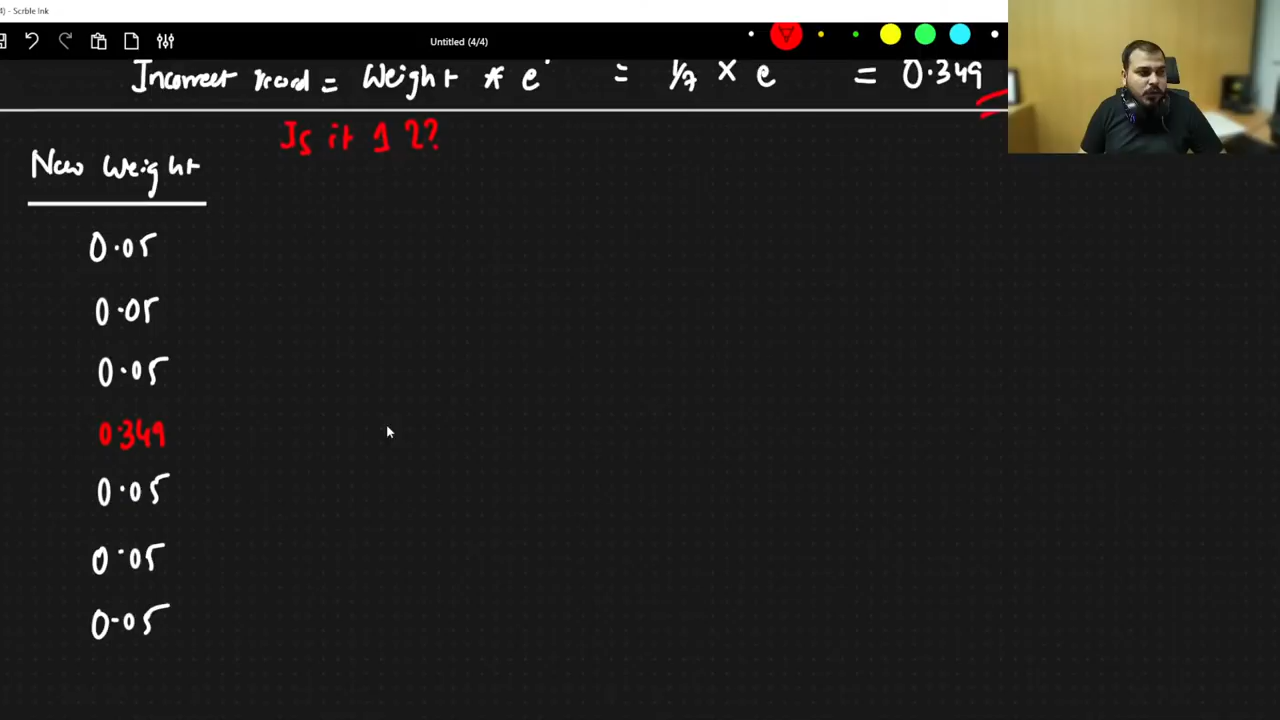 4) - Scrble Ink
Untitled (4/4)
Incorrect record = Weight * e = 1/7 × e = 0.349
Is it 1 ??
New Weight
0.05
0.05
0.05
0.349
0.05
0.05
0.05